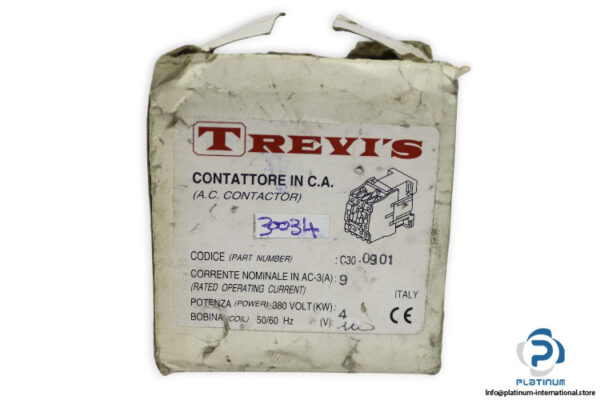 TREVI'S
CONTATTORE IN C.A.
(A.C. CONTACTOR)
30034
CODICE (PART NUMBER) : C30-0901
CORRENTE NOMINALE IN AC-3(A): 9
(RATED OPERATING CURRENT)
ITALY
POTENZA (POWER) 380 VOLT(KW): 4
BOBINA (COIL) 50/60 Hz (V):
CE
PLATINUM
info@platinum-international.store